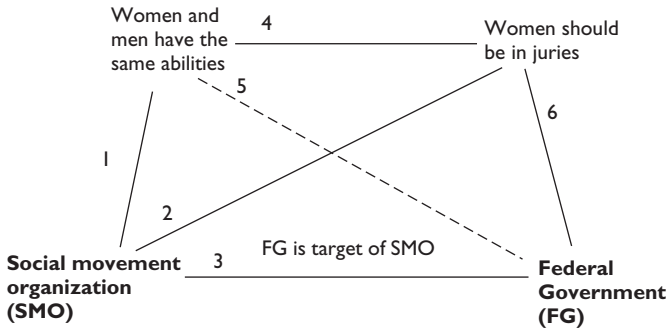 Women and
men have the
same abilities
4
Women should
be in juries
5
6
1
2
3
FG is target of SMO
Social movement
organization
(SMO)
Federal
Government
(FG)